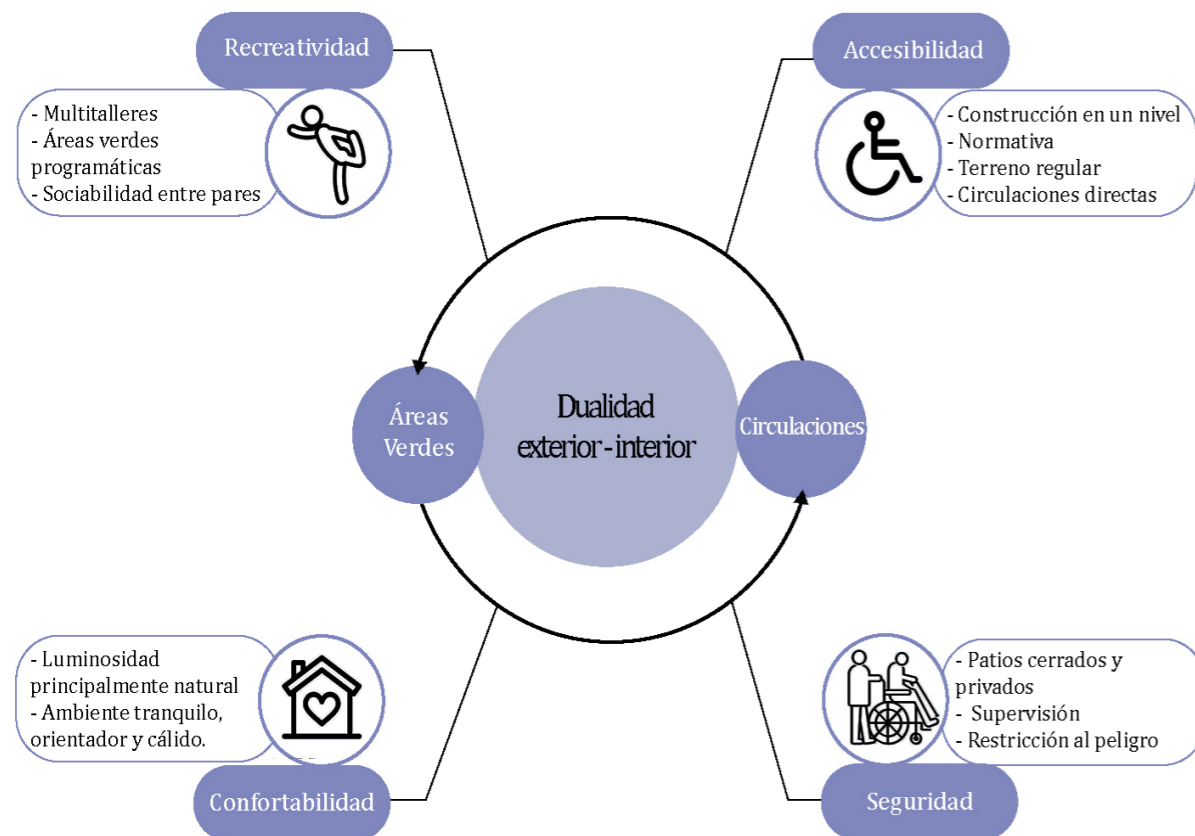 Recreatividad
- Multitalleres
- Áreas verdes
programáticas
- Sociabilidad entre pares
Accesibilidad
- Construcción en un nivel
- Normativa
- Terreno regular
- Circulaciones directas
Áreas
Verdes
Dualidad
exterior - interior
Circulaciones
- Luminosidad
principalmente natural
- Ambiente tranquilo,
orientador y cálido.
Confortabilidad
- Patios cerrados y
privados
- Supervisión
- Restricción al peligro
Seguridad